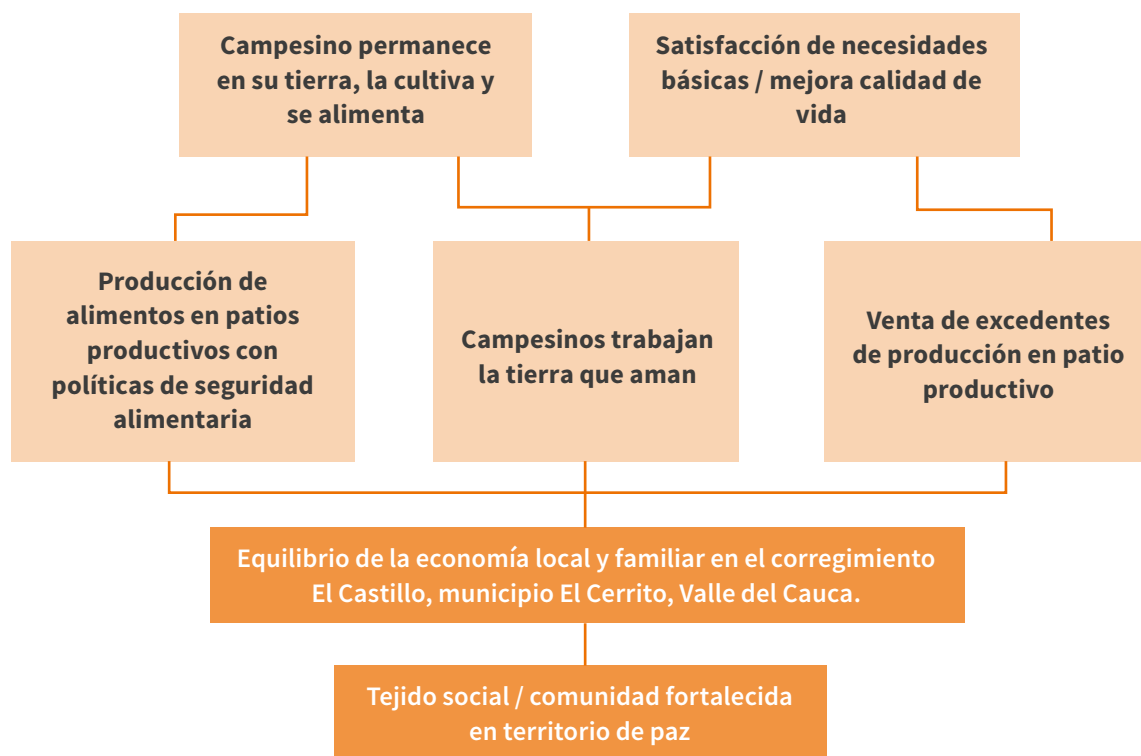 Campesino permanece
en su tierra, la cultiva y
se alimenta
Satisfacción de necesidades
básicas / mejora calidad de
vida
Producción de
alimentos en patios
productivos con
políticas de seguridad
alimentaria
Campesinos trabajan
la tierra que aman
Venta de excedentes
de producción en patio
productivo
Equilibrio de la economía local y familiar en el corregimiento
El Castillo, municipio El Cerrito, Valle del Cauca.
Tejido social / comunidad fortalecida
en territorio de paz